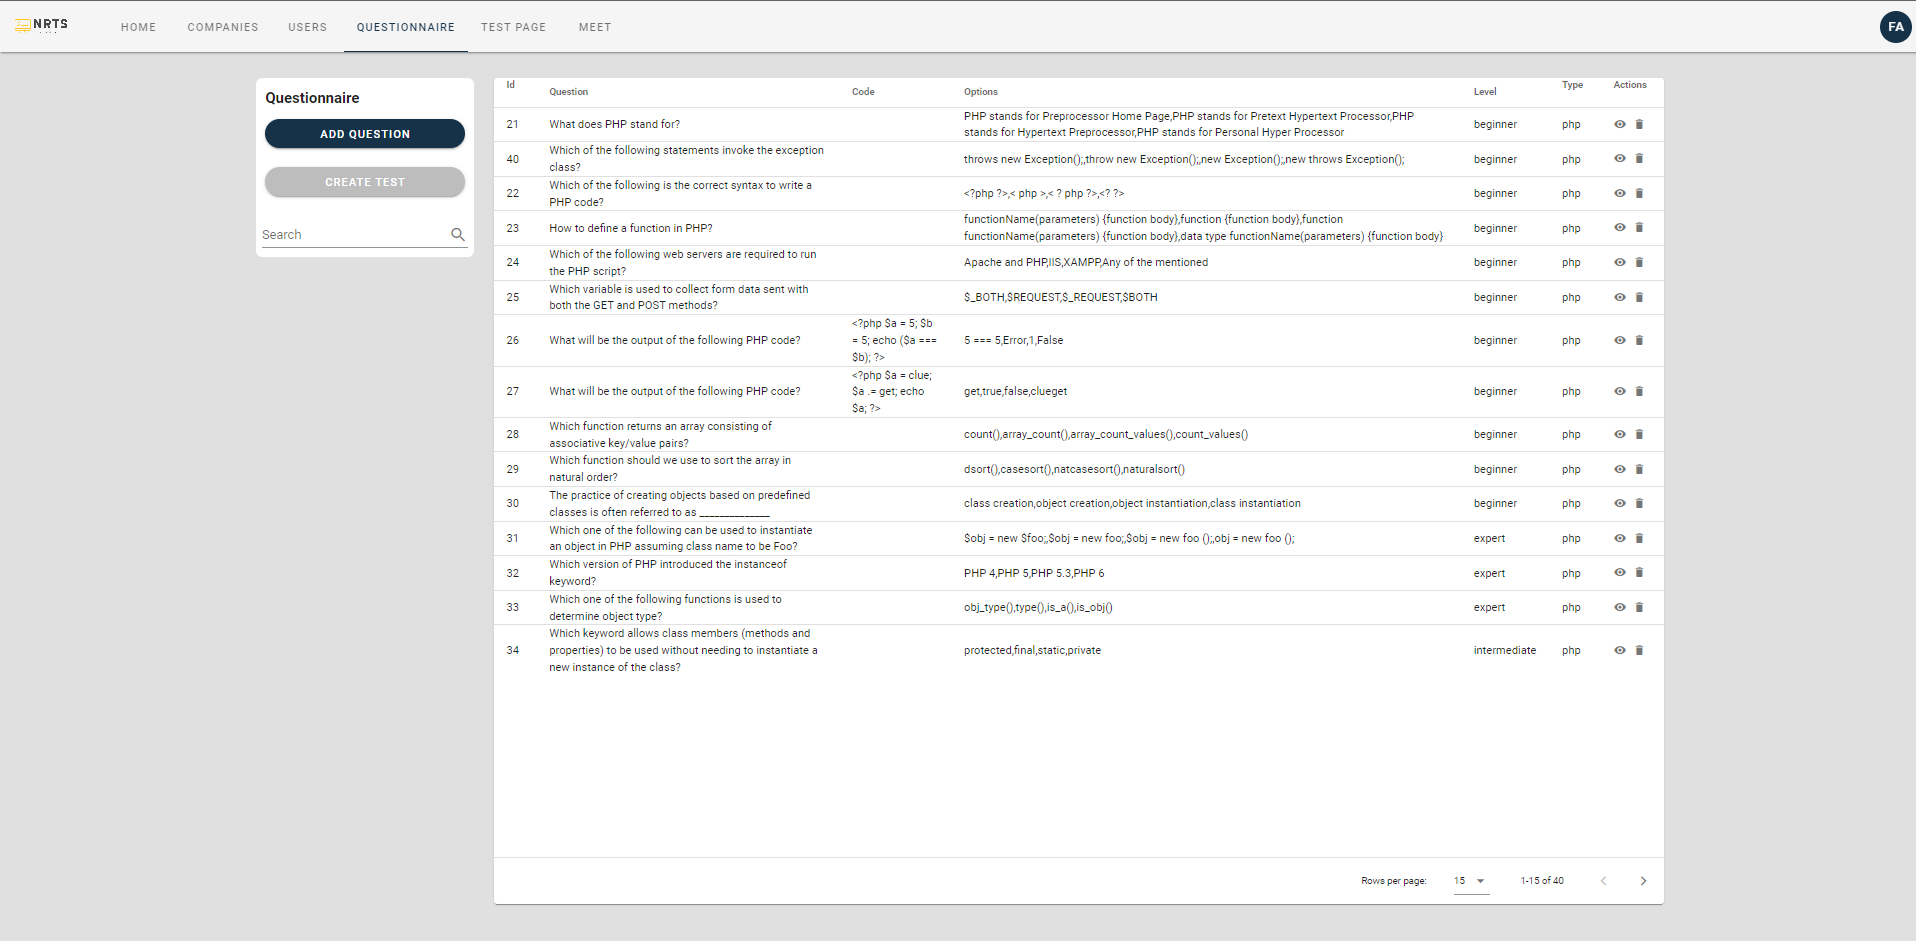 NRTS
HOME
COMPANIES
USERS
QUESTIONNAIRE
TEST PAGE
MEET
FA
Questionnaire
ADD QUESTION
CREATE TEST
Search
Id Question Code Options Level Type Actions
21 What does PHP stand for? PHP stands for Preprocessor Home Page,PHP stands for Pretext Hypertext Processor,PHP
stands for Hypertext Preprocessor,PHP stands for Personal Hyper Processor beginner php
40 Which of the following statements invoke the exception
class? throws new Exception();,throw new Exception();,new Exception();,new throws Exception(); beginner php
22 Which of the following is the correct syntax to write a
PHP code? <?php ?>,< php >,< ? php ?>,<? ?> beginner php
23 How to define a function in PHP? functionName(parameters) {function body},function {function body},function
functionName(parameters) {function body},data type functionName(parameters) {function body} beginner php
24 Which of the following web servers are required to run
the PHP script? Apache and PHP,IIS,XAMPP,Any of the mentioned beginner php
25 Which variable is used to collect form data sent with
both the GET and POST methods? $_BOTH,$REQUEST,$_REQUEST,$BOTH beginner php
26 What will be the output of the following PHP code? <?php $a = 5; $b
= 5; echo ($a ===
$b); ?> 5 === 5,Error,1,False beginner php
27 What will be the output of the following PHP code? <?php $a = clue;
$a .= get; echo
$a; ?> get,true,false,clueget beginner php
28 Which function returns an array consisting of
associative key/value pairs? count(),array_count(),array_count_values(),count_values() beginner php
29 Which function should we use to sort the array in
natural order? dsort(),casesort(),natcasesort(),naturalsort() beginner php
30 The practice of creating objects based on predefined
classes is often referred to as ______________ class creation,object creation,object instantiation,class instantiation beginner php
31 Which one of the following can be used to instantiate
an object in PHP assuming class name to be Foo? $obj = new $foo;,$obj = new foo;,$obj = new foo ();,obj = new foo (); expert php
32 Which version of PHP introduced the instanceof
keyword? PHP 4,PHP 5,PHP 5.3,PHP 6 expert php
33 Which one of the following functions is used to
determine object type? obj_type(),type(),is_a(),is_obj() expert php
34 Which keyword allows class members (methods and
properties) to be used without needing to instantiate a
new instance of the class? protected,final,static,private intermediate php
Rows per page: 15 1-15 of 40